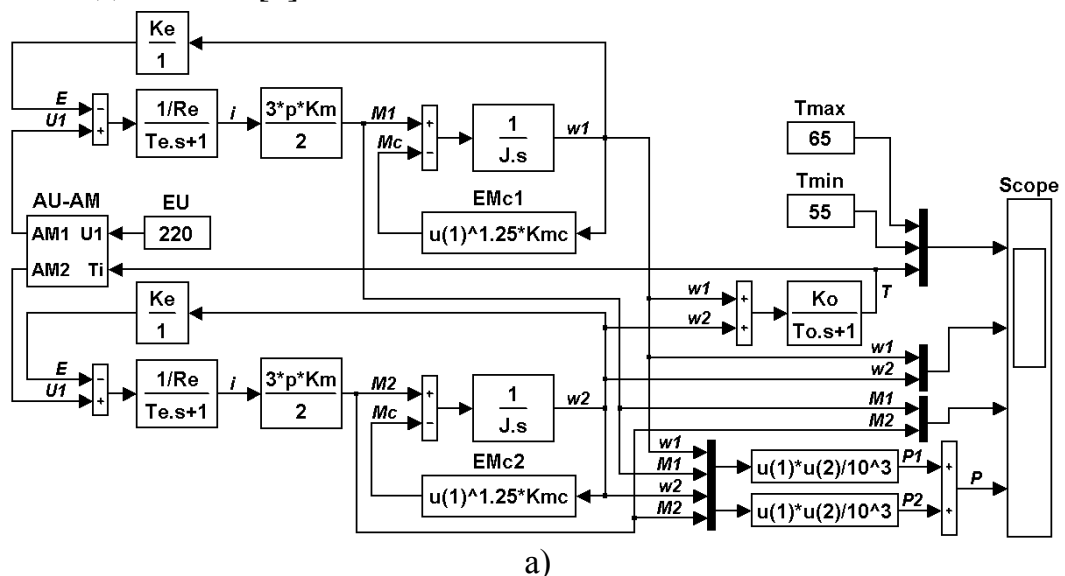 Ke
1
E
U1
1/Re
Te.s+1
i
3*p*Km
2
M1
Mc
1
J.s
w1
EMc1
u(1)^1.25*Kmc
AU-AM
AM1 U1
AM2 Ti
EU
220
Tmax
65
Tmin
55
Scope
w1
w2
Ko
To.s+1
T
Ke
1
E
U1
1/Re
Te.s+1
i
3*p*Km
2
M2
Mc
1
J.s
w2
EMc2
u(1)^1.25*Kmc
w1
w2
M1
M2
w1
M1
w2
M2
u(1)*u(2)/10^3
P1
u(1)*u(2)/10^3
P2
P
а)